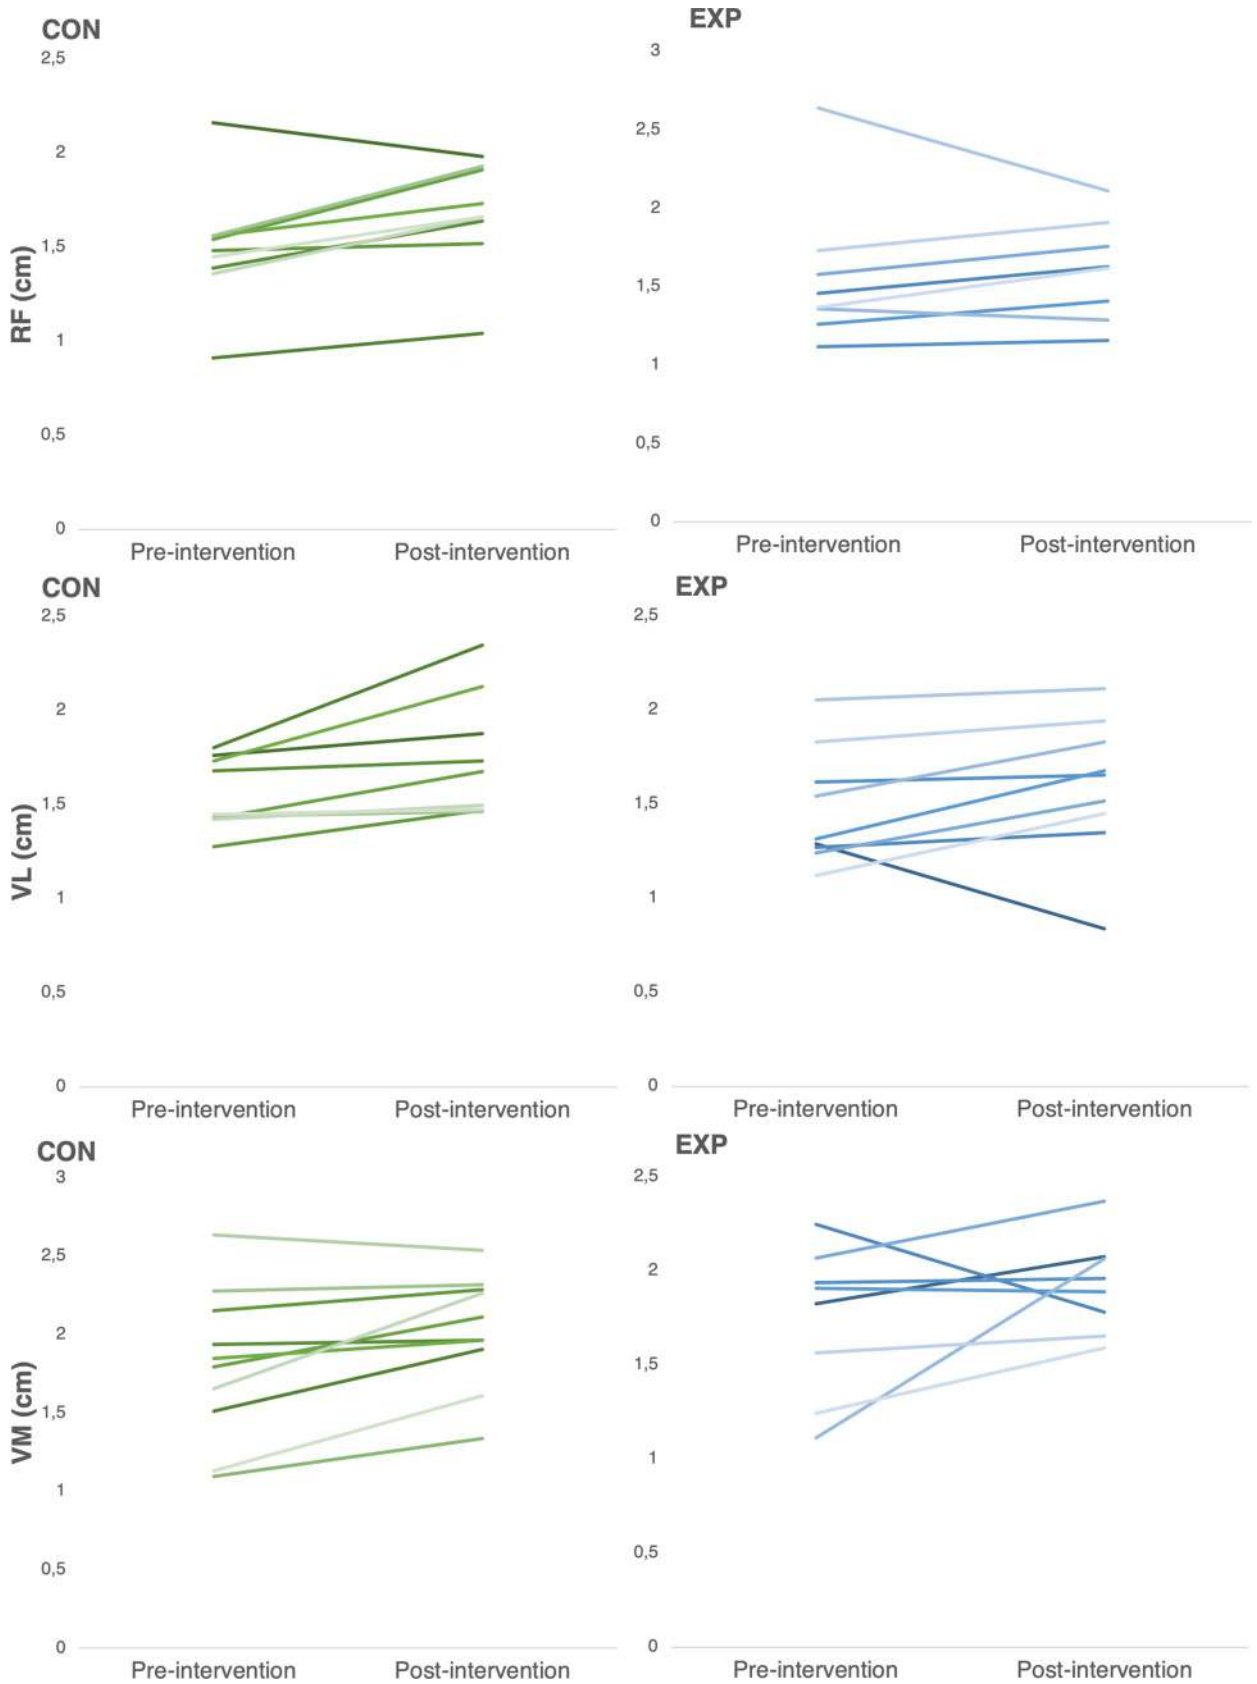 CON
2,5
2
1,5
1
0,5
0
RF (cm)
Pre-intervention Post-intervention
EXP
3
2,5
2
1,5
1
0,5
0
Pre-intervention Post-intervention
CON
2,5
2
1,5
1
0,5
0
VL (cm)
Pre-intervention Post-intervention
EXP
2,5
2
1,5
1
0,5
0
Pre-intervention Post-intervention
CON
3
2,5
2
1,5
1
0,5
0
VM (cm)
Pre-intervention Post-intervention
EXP
2,5
2
1,5
1
0,5
0
Pre-intervention Post-intervention